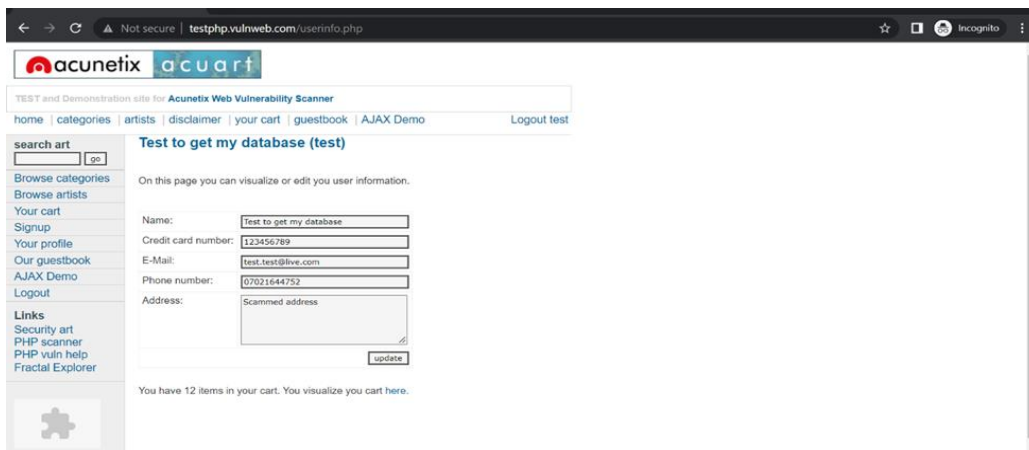 Not secure | testphp.vulnweb.com/userinfo.php
Incognito
acunetix acuart
TEST and Demonstration site for Acunetix Web Vulnerability Scanner
home | categories | artists | disclaimer | your cart | guestbook | AJAX Demo
Logout test
search art
go
Browse categories
Browse artists
Your cart
Signup
Your profile
Our guestbook
AJAX Demo
Logout
Links
Security art
PHP scanner
PHP vuln help
Fractal Explorer
Test to get my database (test)
On this page you can visualize or edit you user information.
Name: Test to get my database
Credit card number: 123456789
E-Mail: test.test@live.com
Phone number: 07021644752
Address: Scammed address
update
You have 12 items in your cart. You visualize you cart here.